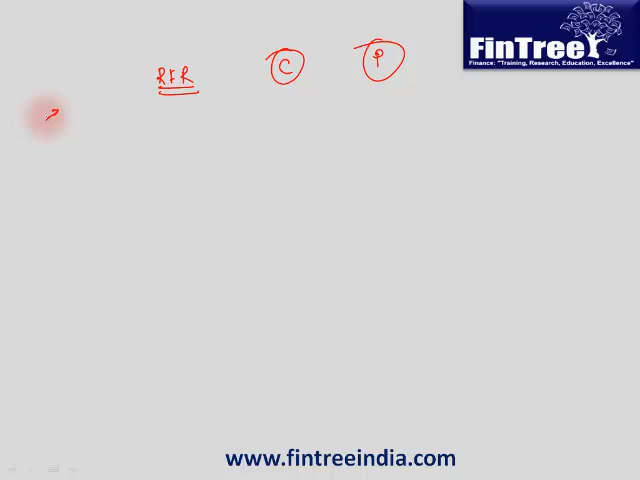 FinTree
Finance: "Training, Research, Education, Excellence"
RFR C P
www.fintreeindia.com